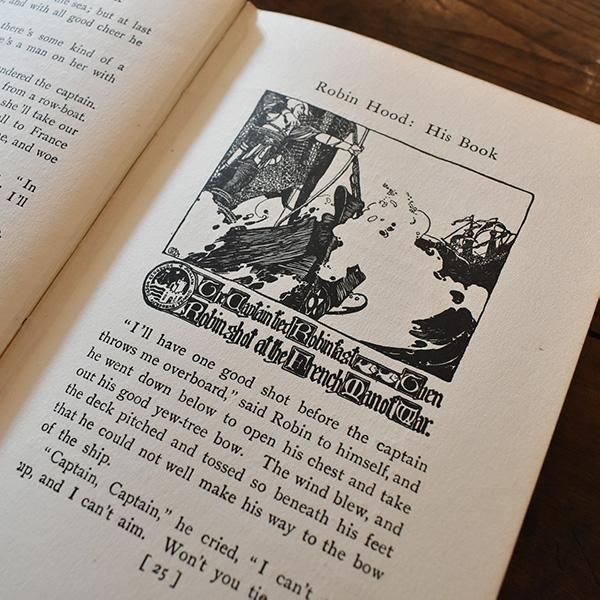 the sea; but at last
and with all good cheer he
there's some kind of a
there's a man on her with
the captain.
from a row-boat.
she'll take our
to France
and woe
"In
I'll
Robin Hood: His Book
The Captain tied Robin fast Then
Robin shot at the French Man of War.
"I'll have one good shot before the captain
throws me overboard," said Robin to himself, and
he went down below to open his chest and take
out his good yew-tree bow. The wind blew, and
the deck pitched and tossed so beneath his feet
that he could not well make his way to the bow
of the ship.
"Captain, Captain," he cried, "I can't
up, and I can't aim. Won't you tie
[ 25 ]